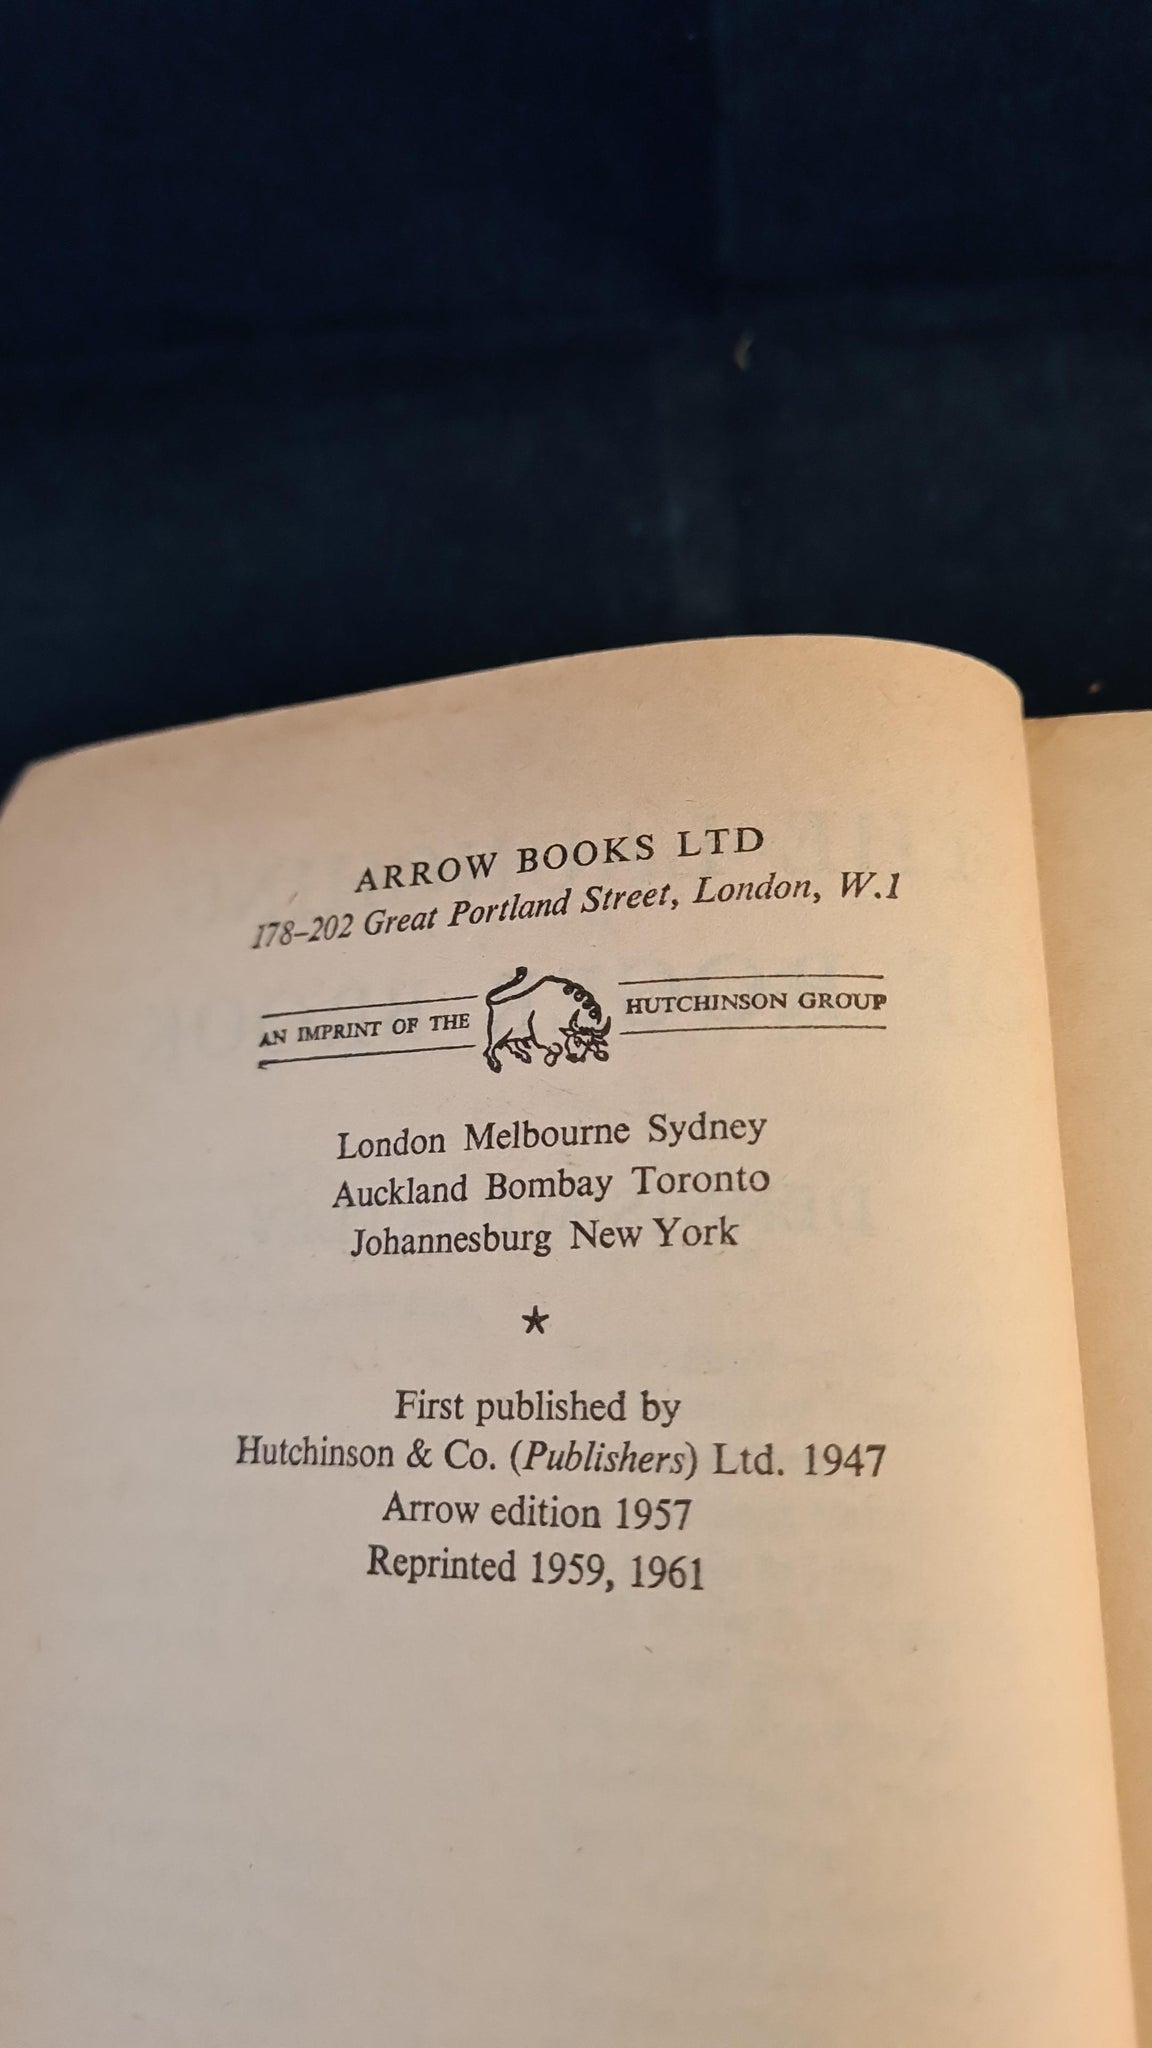 ARROW BOOKS LTD
178–202 Great Portland Street, London, W.1
AN IMPRINT OF THE HUTCHINSON GROUP
London Melbourne Sydney
Auckland Bombay Toronto
Johannesburg New York
★
First published by
Hutchinson & Co. (Publishers) Ltd. 1947
Arrow edition 1957
Reprinted 1959, 1961